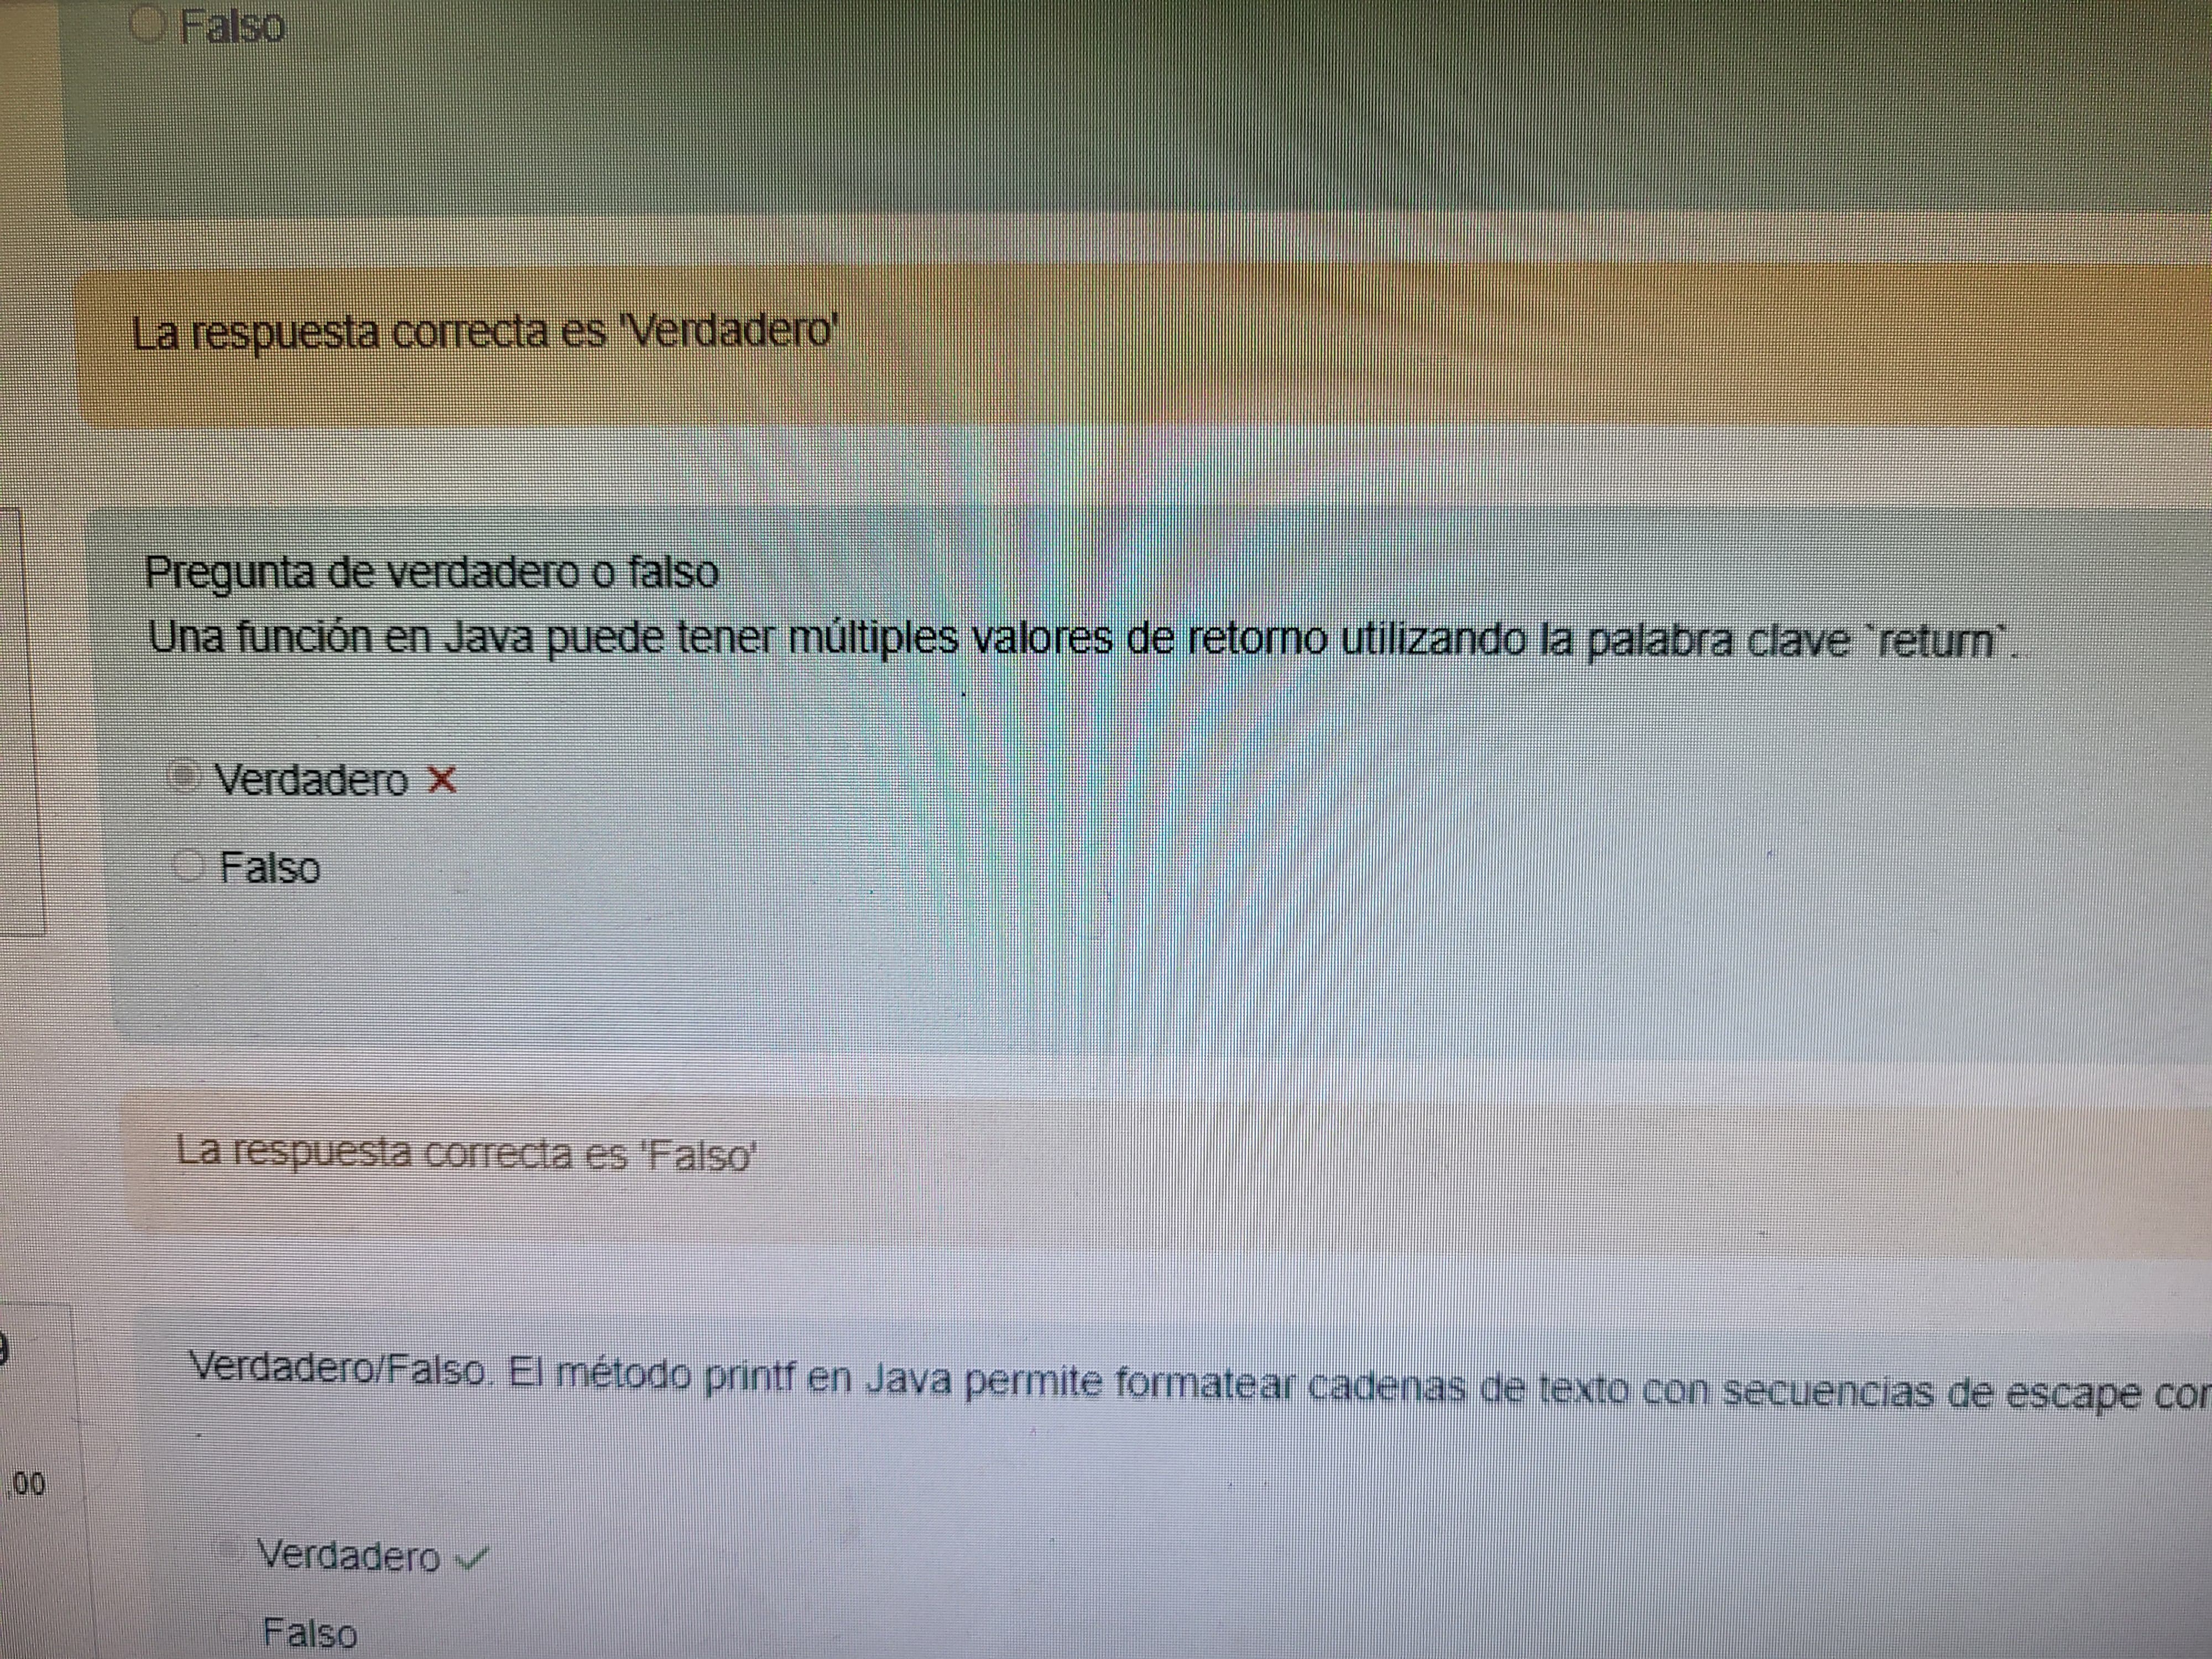 Falso
La respuesta correcta es 'Verdadero'
Pregunta de verdadero o falso
Una función en Java puede tener múltiples valores de retorno utilizando la palabra clave `return`.
Verdadero
Falso
La respuesta correcta es 'Falso'
Verdadero/Falso. El método printf en Java permite formatear cadenas de texto con secuencias de escape
.00
Verdadero
Falso